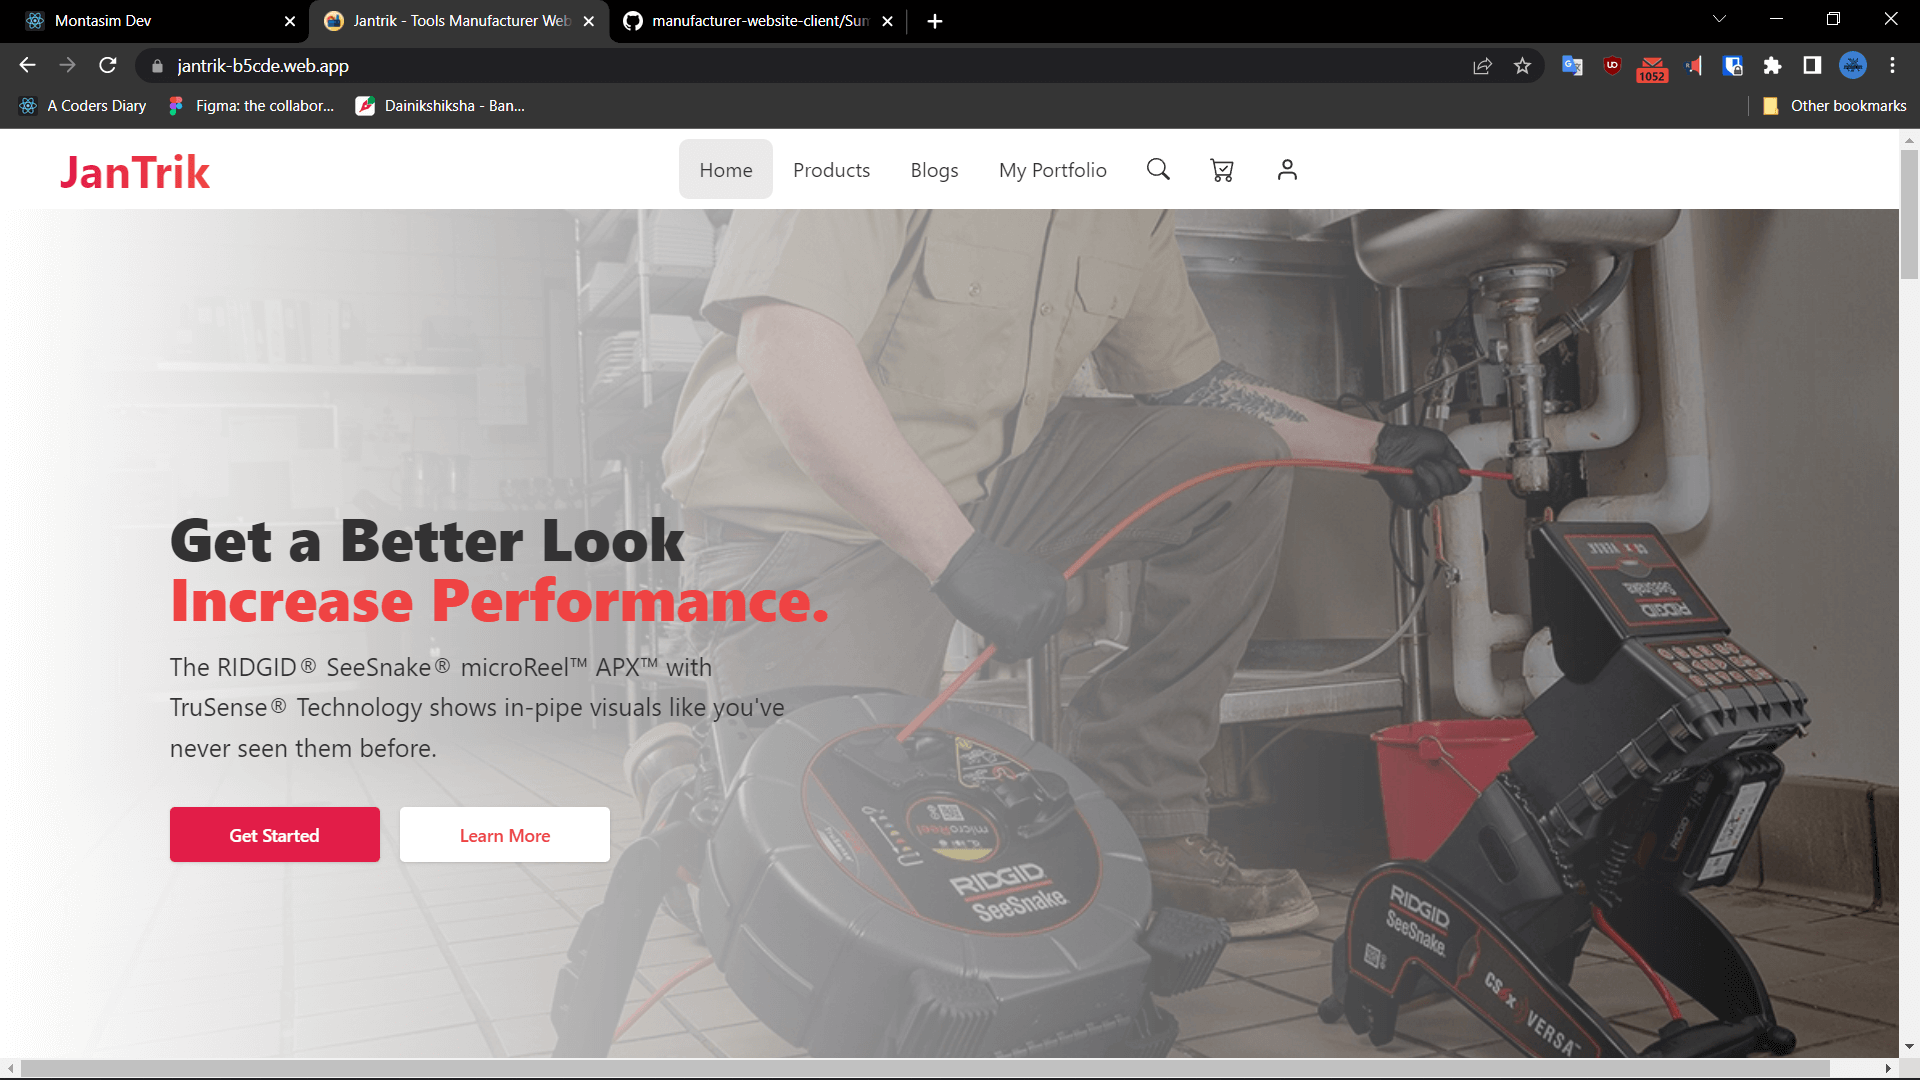 Montasim Dev
Jantrik - Tools Manufacturer Web
manufacturer-website-client/Sum
jantrik-b5cde.web.app
1052
A Coders Diary
Figma: the collabor...
Dainikshiksha - Ban...
Other bookmarks
JanTrik
Home
Products
Blogs
My Portfolio
Get a Better Look
Increase Performance.
The RIDGID® SeeSnake® microReel™ APX™ with
TruSense® Technology shows in-pipe visuals like you've
never seen them before.
Get Started
Learn More
RIDGID
SeeSnake
microReel
RIDGID
SeeSnake
RIDGID
SeeSnake
CS6x VERSA™
RIDGID